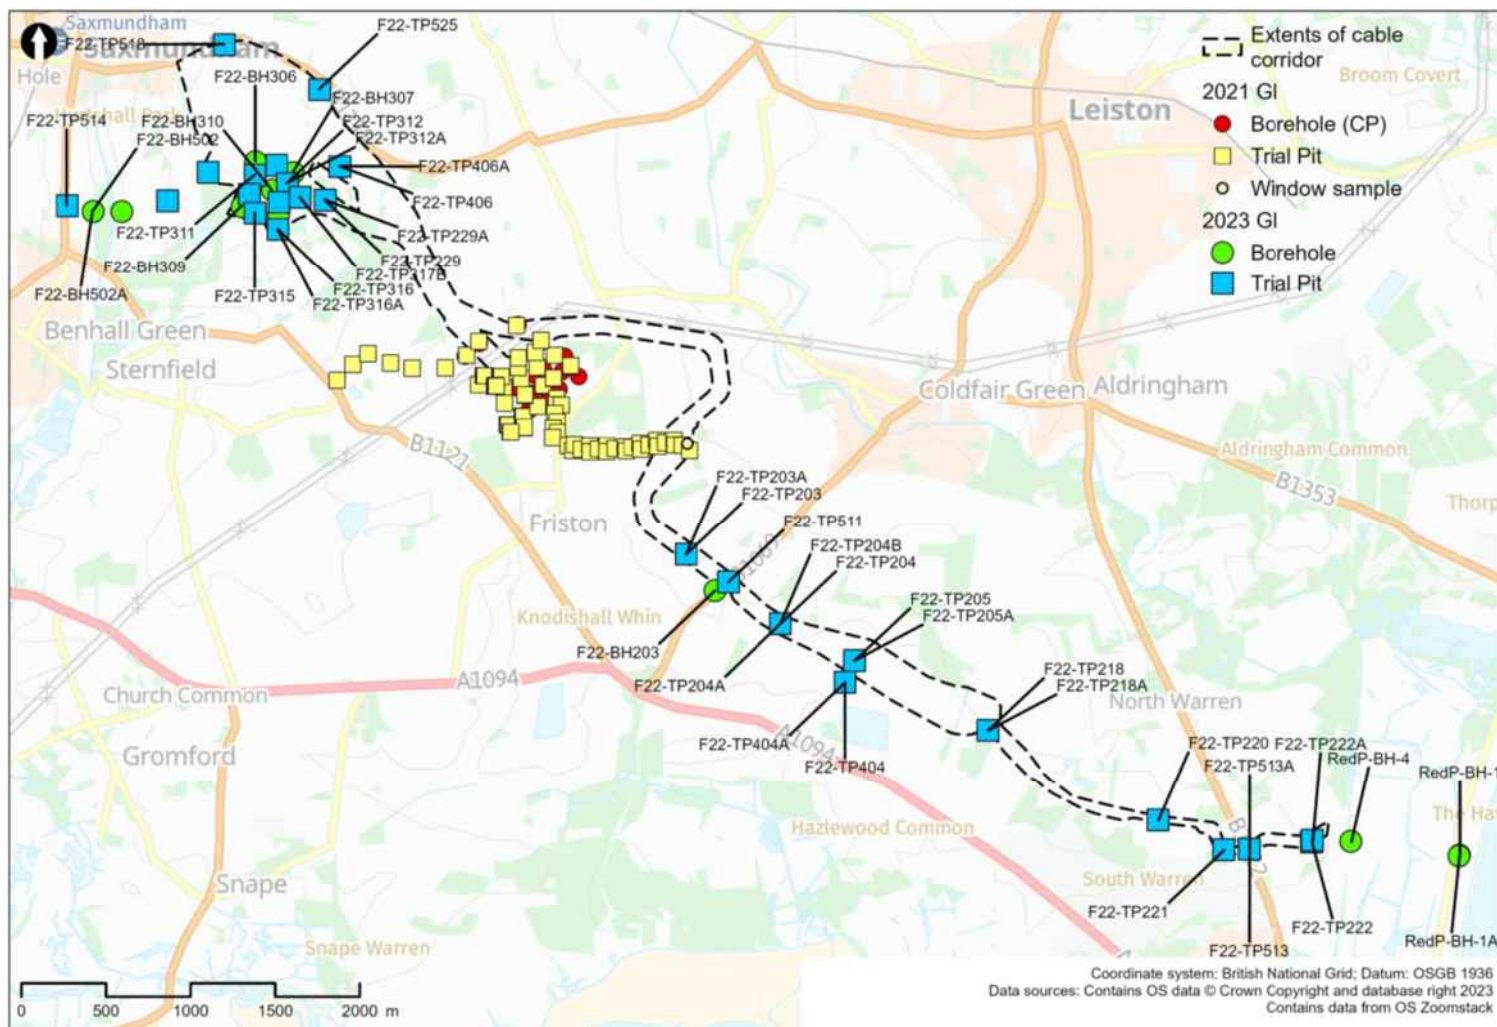 Saxmundham
F22-TP518
Saxmundham
F22-TP525
Hole
F22-BH306
F22-BH307
F22-TP514
F22-BH310
F22-TP312
F22-BH502
F22-TP312A
F22-TP406A
F22-TP406
F22-TP311
F22-TP229A
F22-BH309
F22-TP229
F22-TP317B
F22-BH502A
F22-TP315
F22-TP316
F22-TP316A
Benhall Green
Sternfield
Extents of cable
corridor
2021 GI
Borehole (CP)
Trial Pit
Window sample
2023 GI
Borehole
Trial Pit
Broom Covert
Leiston
Coldfair Green
Aldringham
B1121
Aldringham Common
B1353
F22-TP203A
F22-TP203
F22-TP511
Friston
F22-TP204B
F22-TP204
Knodishall Whin
F22-TP205
F22-TP205A
F22-BH203
F22-TP204A
A1094
Church Common
F22-TP218
F22-TP218A
North Warren
F22-TP404A
A1094
F22-TP404
Gromford
F22-TP220
F22-TP222A
RedP-BH-4
F22-TP513A
RedP-BH-1
Hazlewood Common
South Warren
Snape
F22-TP221
F22-TP222
F22-TP513
RedP-BH-1A
Snape Warren
0 500 1000 1500 2000 m
Coordinate system: British National Grid; Datum: OSGB 1936
Data sources: Contains OS data © Crown Copyright and database right 2023
Contains data from OS Zoomstack